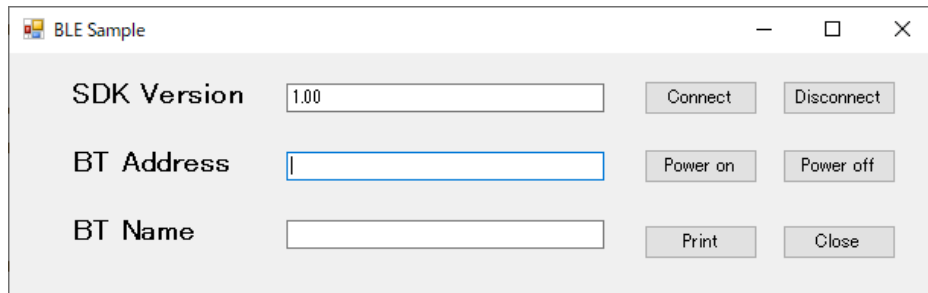 BLE Sample
SDK Version 1.00 Connect Disconnect
BT Address Power on Power off
BT Name Print Close